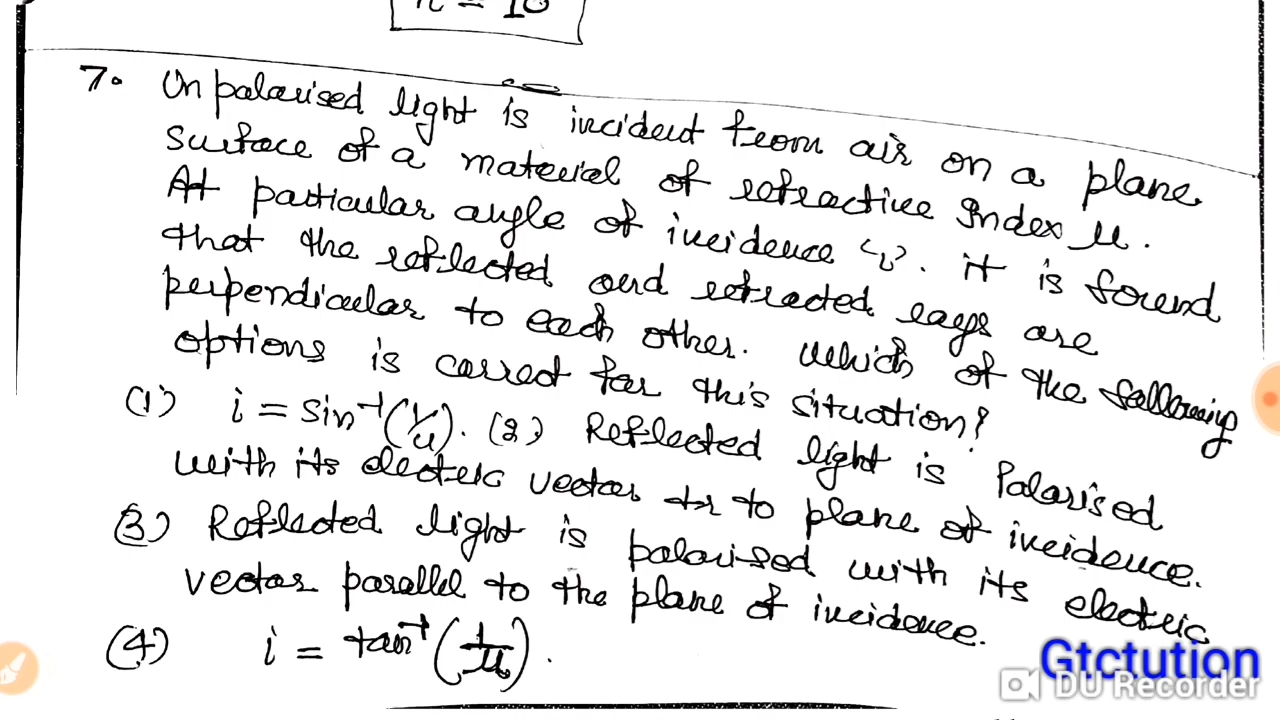 n = 10
7. Unpolarised light is incident from air on a plane
surface of a material of refractive Index μ.
At particular angle of incidence 'i'. it is found
that the reflected and refracted rays are
perpendicular to each other. Which of the following
options is correct for this situation?
(1) i = sin⁻¹(1/μ). (2) Reflected light is Polarised
with its electric vector ⊥r to plane of incidence.
(3) Reflected light is polarised with its electric
vector parallel to the plane of incidence.
(4) i = tan⁻¹(1/μ).
Gtctution
DU Recorder